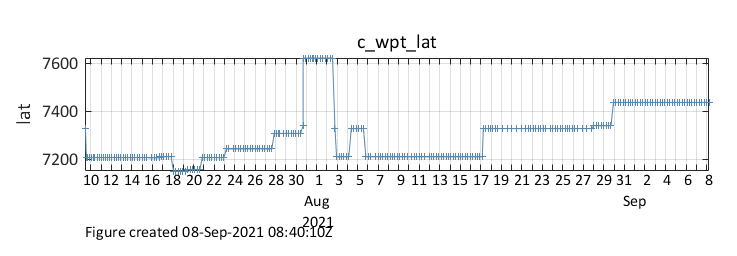 c_wpt_lat
7600
7400
7200
lat
10 12 14 16 18 20 22 24 26 28 30 1 3 5 7 9 11 13 15 17 19 21 23 25 27 29 31 2 4 6 8
Aug Sep
2021
Figure created 08-Sep-2021 08:40:10Z